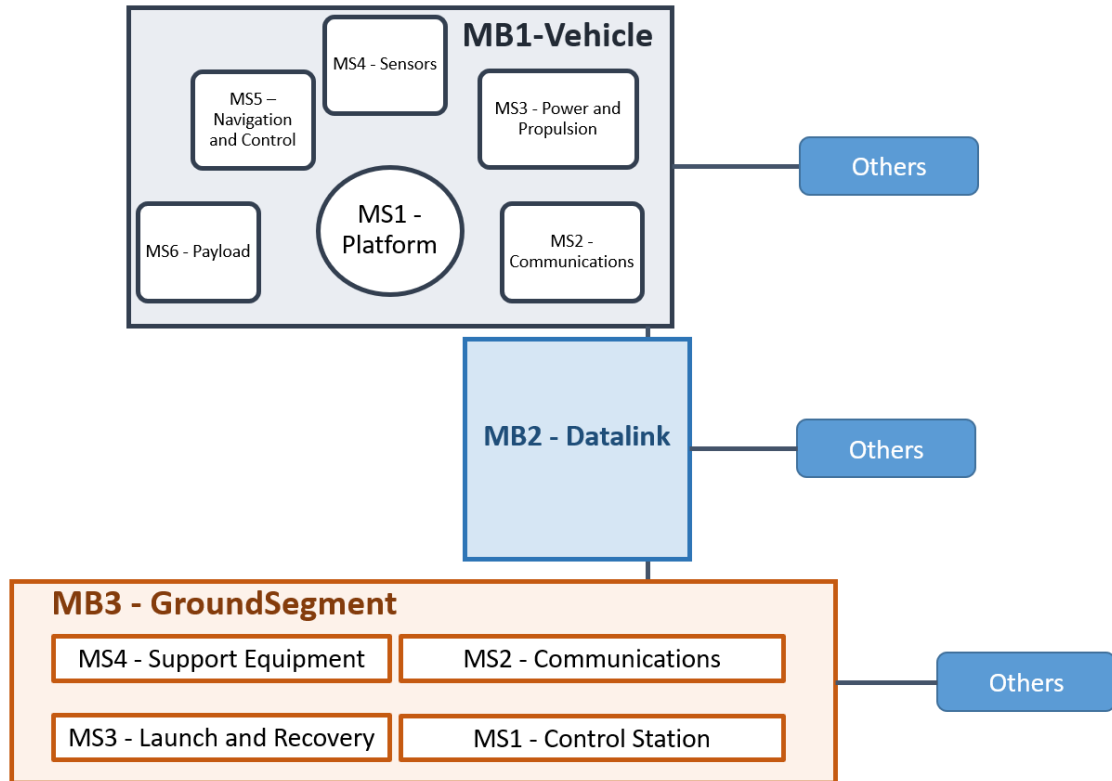 MB1-Vehicle
MS4 - Sensors
MS5 –
Navigation
and Control
MS3 - Power and
Propulsion
Others
MS1 -
Platform
MS6 - Payload
MS2 -
Communications
MB2 - Datalink
Others
MB3 - GroundSegment
MS4 - Support Equipment
MS2 - Communications
Others
MS3 - Launch and Recovery
MS1 - Control Station